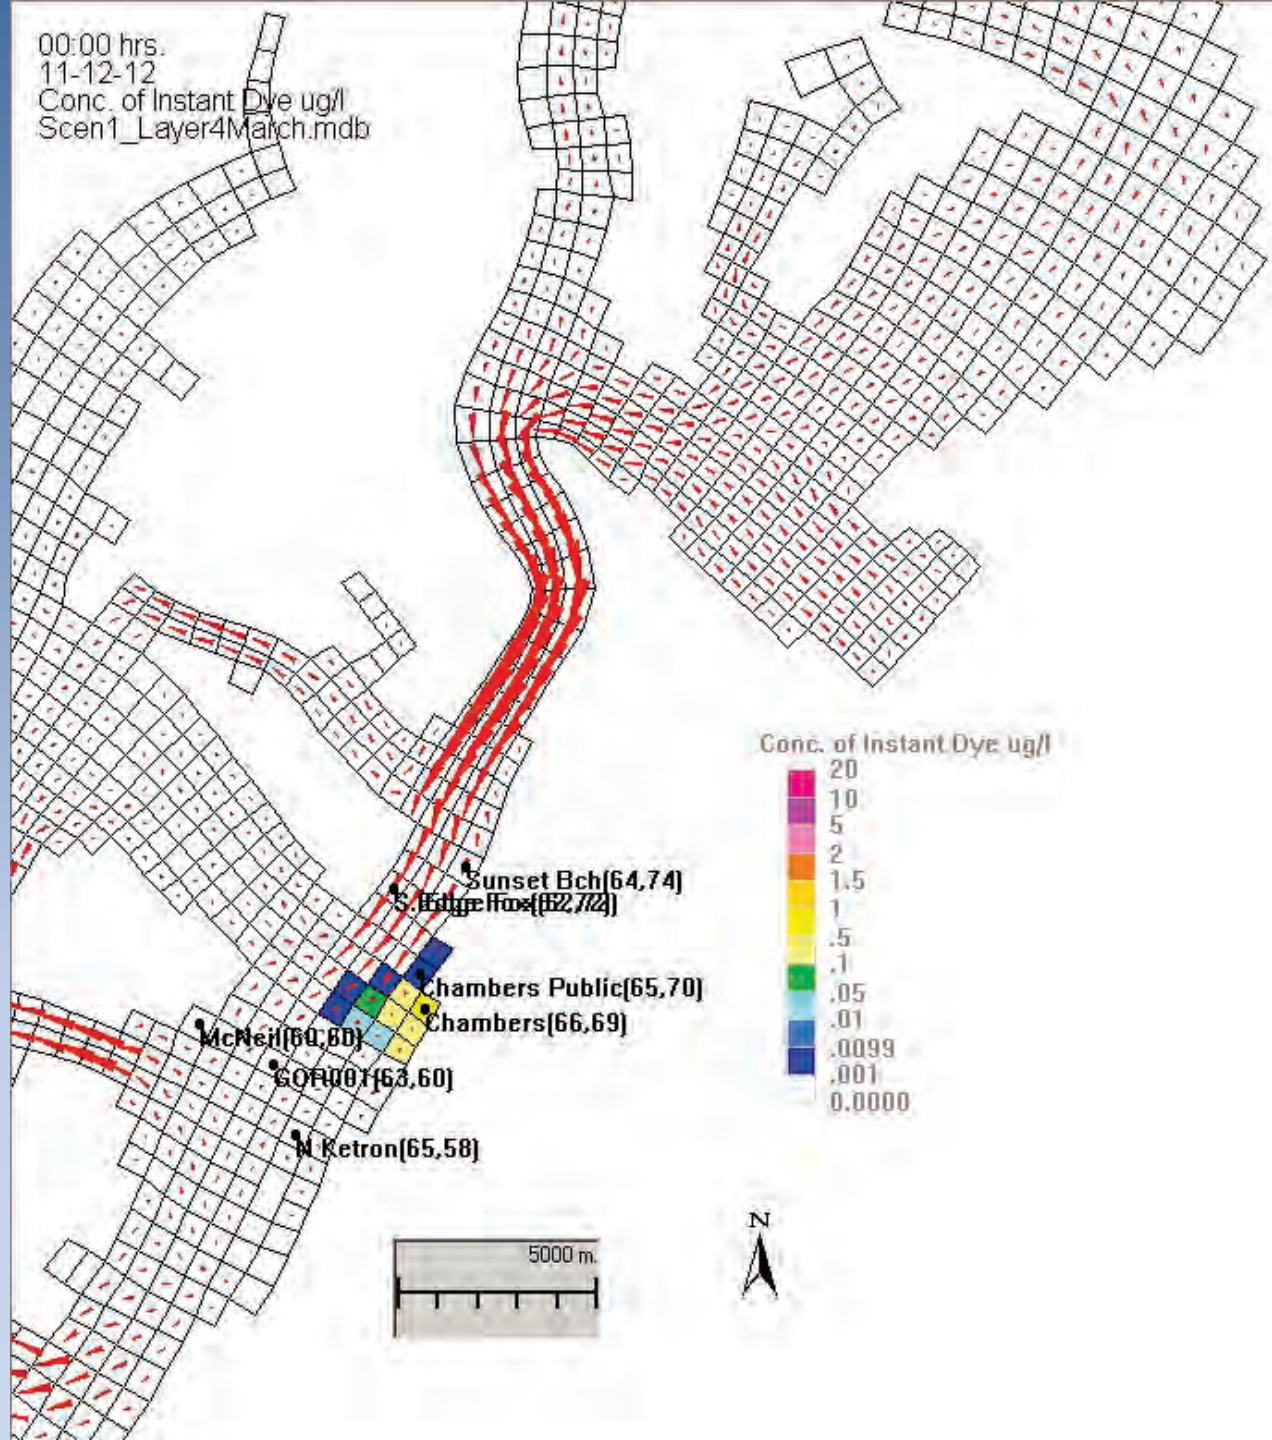 00:00 hrs.
11-12-12
Conc. of Instant Dye ug/l
Scen1_Layer4March.mdb
Conc. of Instant Dye ug/l
20
10
5
2
1.5
1
.5
.1
.05
.01
.0099
.001
0.0000
Sunset Bch(64,74)
Chambers Public(65,70)
Chambers(66,69)
McNeil(60,60)
GOR001(63,60)
N Ketron(65,58)
5000 m.
N